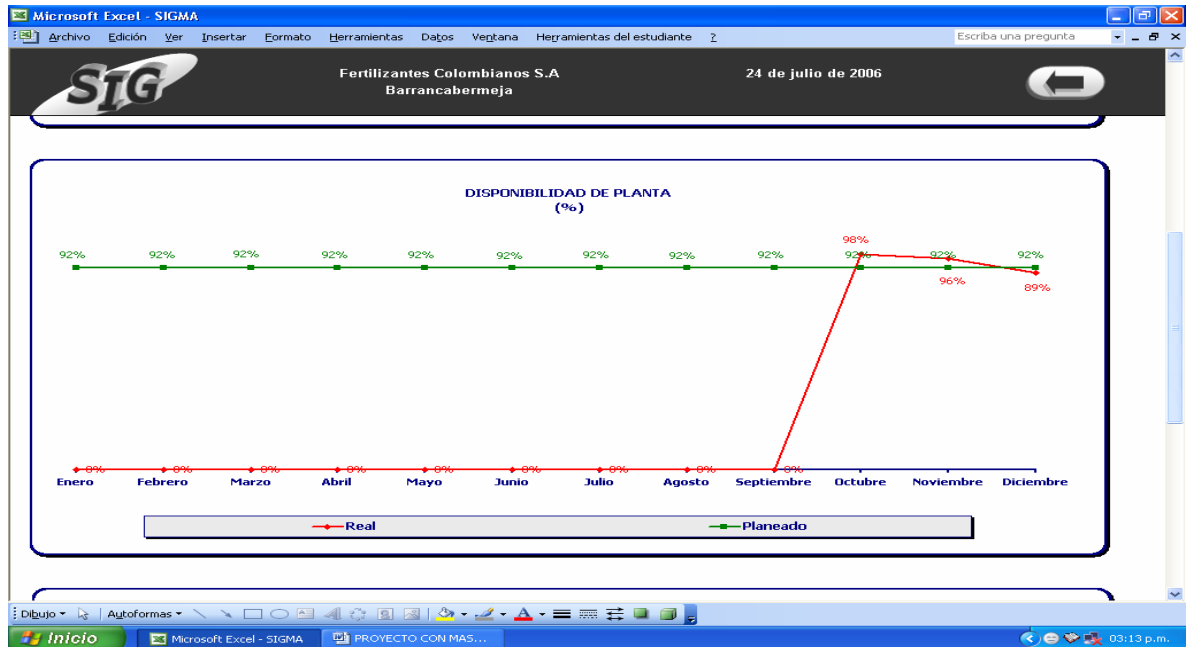 Microsoft Excel - SIGMA
Archivo Edición Ver Insertar Formato Herramientas Datos Ventana Herramientas del estudiante ? Escriba una pregunta
SIG
Fertilizantes Colombianos S.A
Barrancabermeja
24 de julio de 2006
DISPONIBILIDAD DE PLANTA
(%)
98%
92% 92% 92% 92% 92% 92% 92% 92% 92% 92% 92% 92%
96%
89%
0% 0% 0% 0% 0% 0% 0% 0% 0%
Enero Febrero Marzo Abril Mayo Junio Julio Agosto Septiembre Octubre Noviembre Diciembre
Real Planeado
Dibujo Autoformas
Inicio Microsoft Excel - SIGMA PROYECTO CON MAS... 03:13 p.m.